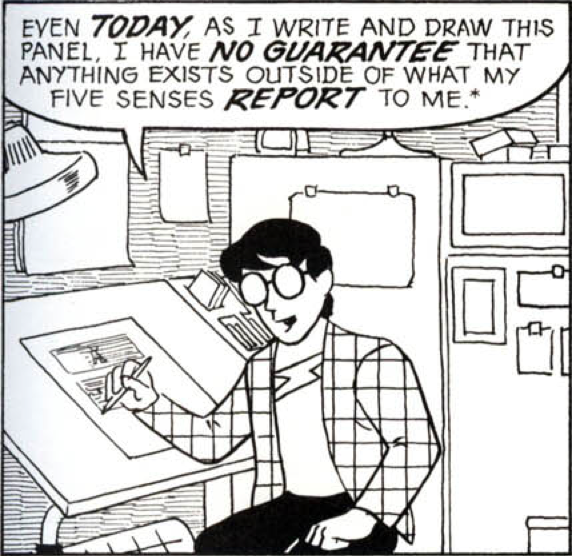 EVEN TODAY, AS I WRITE AND DRAW THIS
PANEL, I HAVE NO GUARANTEE THAT
ANYTHING EXISTS OUTSIDE OF WHAT MY
FIVE SENSES REPORT TO ME.*